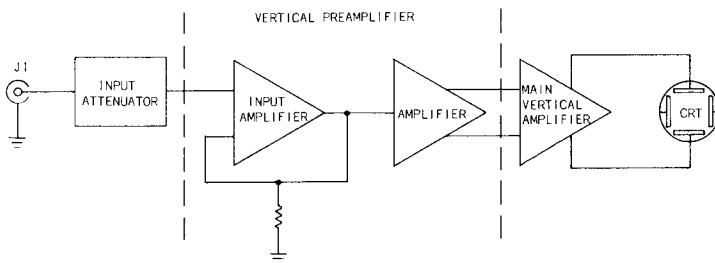 VERTICAL PREAMPLIFIER
J1
INPUT
ATTENUATOR
INPUT
AMPLIFIER
AMPLIFIER
MAIN
VERTICAL
AMPLIFIER
CRT